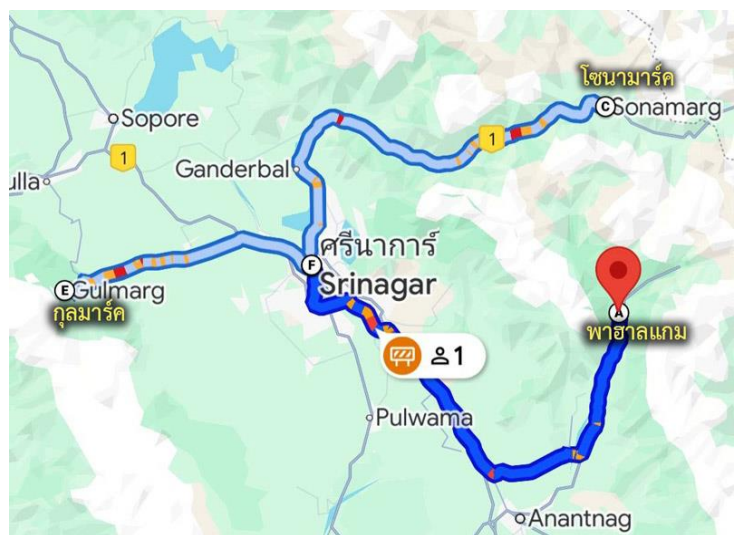 โซนามาร์ค
C
Sonamarg
Sopore
1
1
Ganderbal
ulla
ศรีนาการ์
F
Srinagar
E
Gulmarg
กุลมาร์ค
A
พาฮาลแกม
1
Pulwama
Anantnag